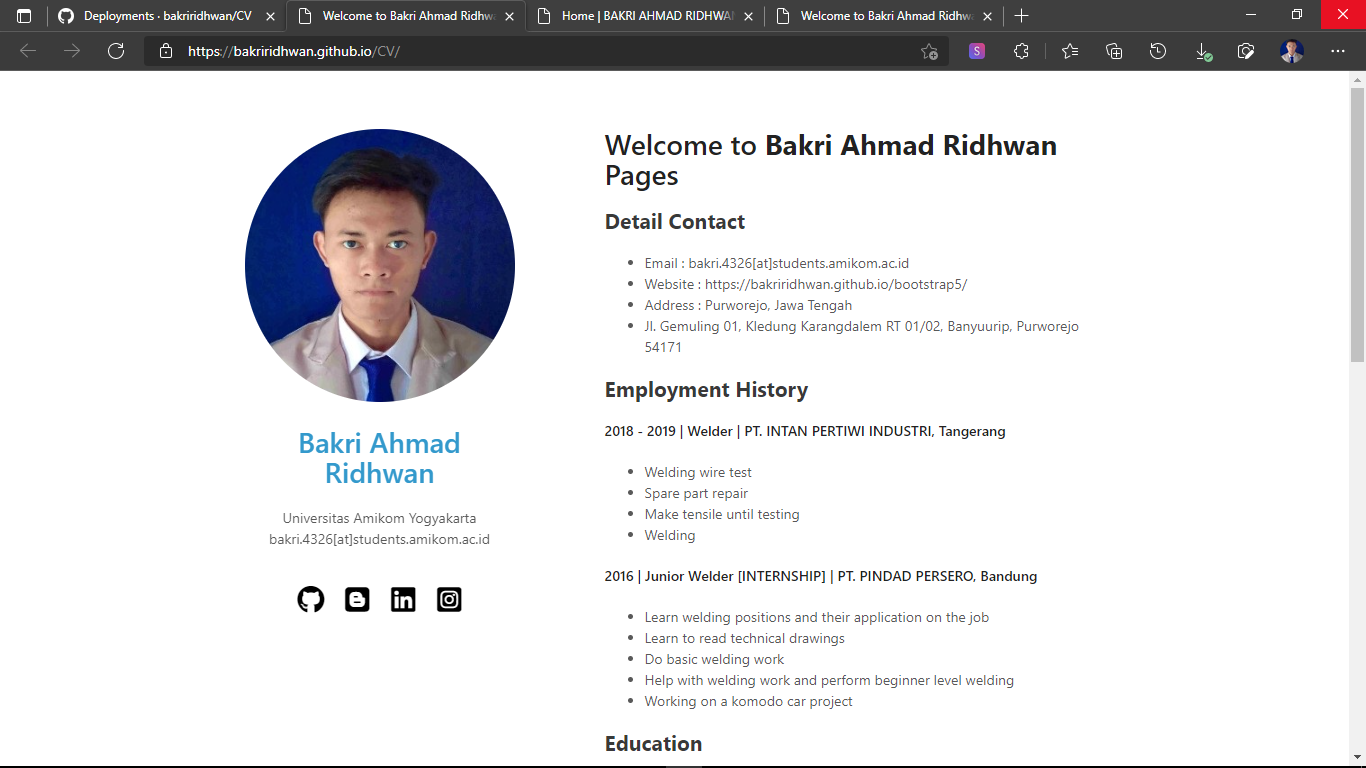 Deployments · bakriridhwan/CV
Welcome to Bakri Ahmad Ridhwa
Home | BAKRI AHMAD RIDHWAN
Welcome to Bakri Ahmad Ridhwa
https://bakriridhwan.github.io/CV/
Welcome to Bakri Ahmad Ridhwan
Pages
Detail Contact
Email : bakri.4326[at]students.amikom.ac.id
Website : https://bakriridhwan.github.io/bootstrap5/
Address : Purworejo, Jawa Tengah
Jl. Gemuling 01, Kledung Karangdalem RT 01/02, Banyuurip, Purworejo
54171
Employment History
2018 - 2019 | Welder | PT. INTAN PERTIWI INDUSTRI, Tangerang
Welding wire test
Spare part repair
Make tensile until testing
Welding
2016 | Junior Welder [INTERNSHIP] | PT. PINDAD PERSERO, Bandung
Learn welding positions and their application on the job
Learn to read technical drawings
Do basic welding work
Help with welding work and perform beginner level welding
Working on a komodo car project
Education
Bakri Ahmad
Ridhwan
Universitas Amikom Yogyakarta
bakri.4326[at]students.amikom.ac.id